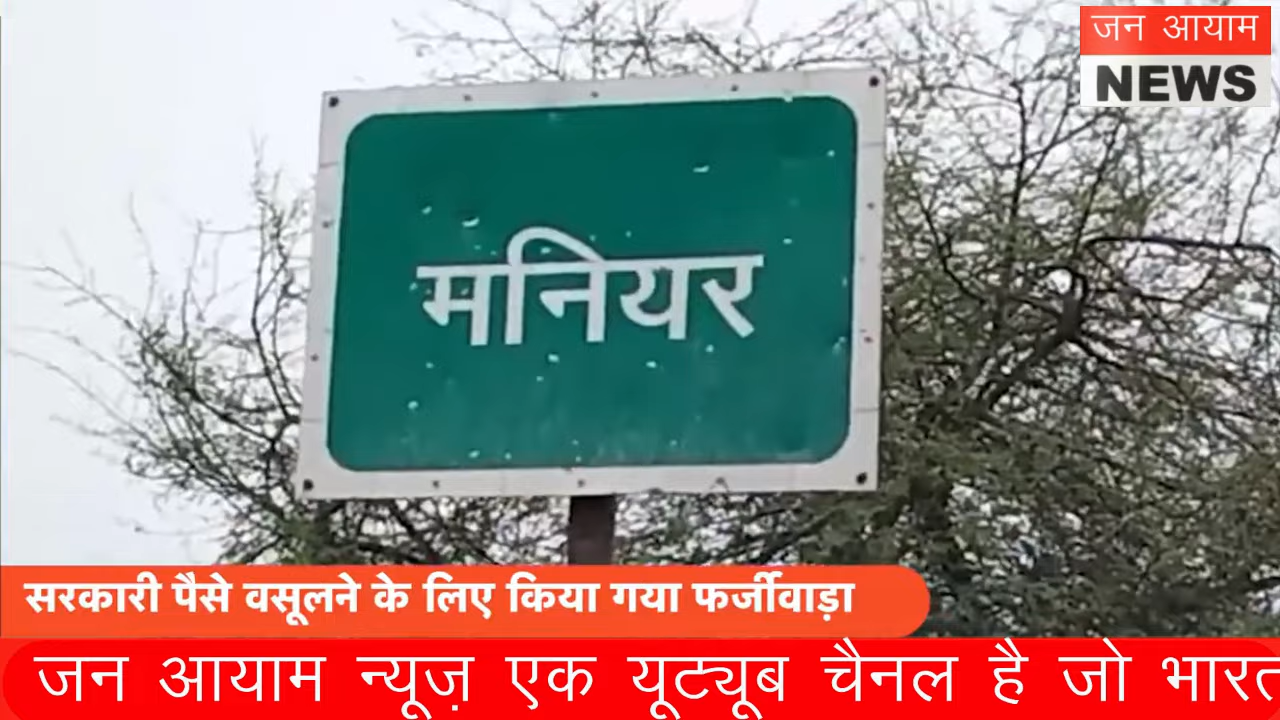 जन आयाम
NEWS
मनियर
सरकारी पैसे वसूलने के लिए किया गया फर्जीवाड़ा
जन आयाम न्यूज़ एक यूट्यूब चैनल है जो भारत